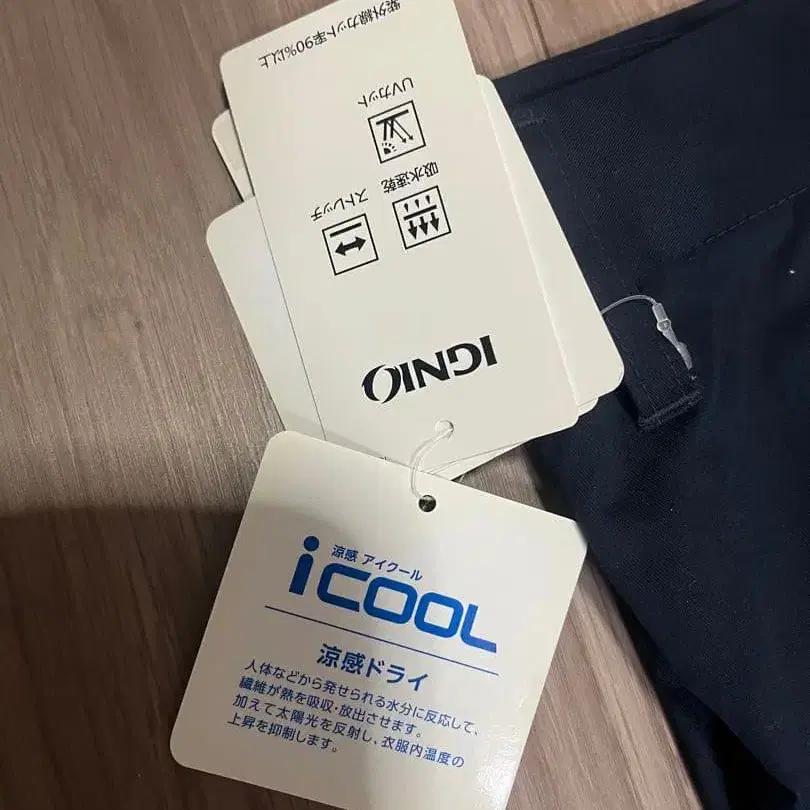 IGNIO
ストレッチ
吸水速乾
UVカット
紫外線カット率90%以上
涼感 アイクール
icOOL
涼感ドライ
人体などから発せられる水分に反応して、
繊維が熱を吸収・放出させます。
加えて太陽光を反射し、衣服内温度の
上昇を抑制します。